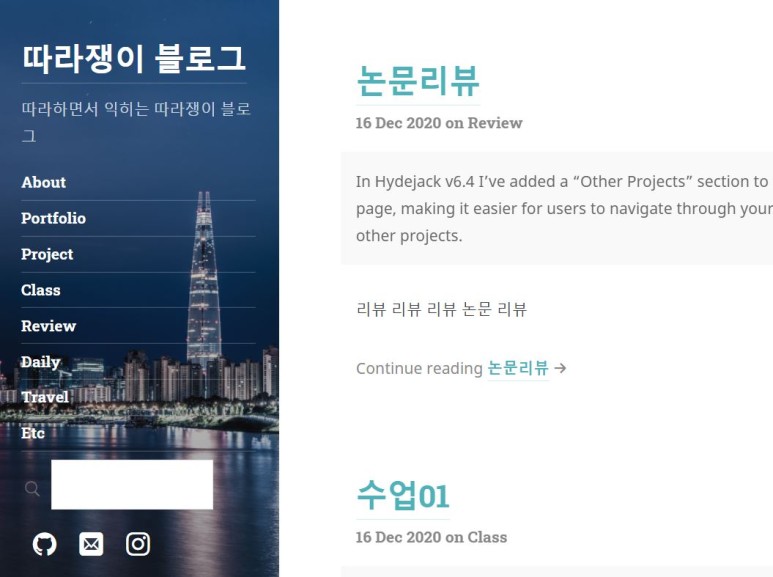 따라쟁이 블로그
따라하면서 익히는 따라쟁이 블로
그
About
Portfolio
Project
Class
Review
Daily
Travel
Etc
논문리뷰
16 Dec 2020 on Review
In Hydejack v6.4 I’ve added a “Other Projects” section to
page, making it easier for users to navigate through your
other projects.
리뷰 리뷰 리뷰 논문 리뷰
Continue reading 논문리뷰 →
수업01
16 Dec 2020 on Class